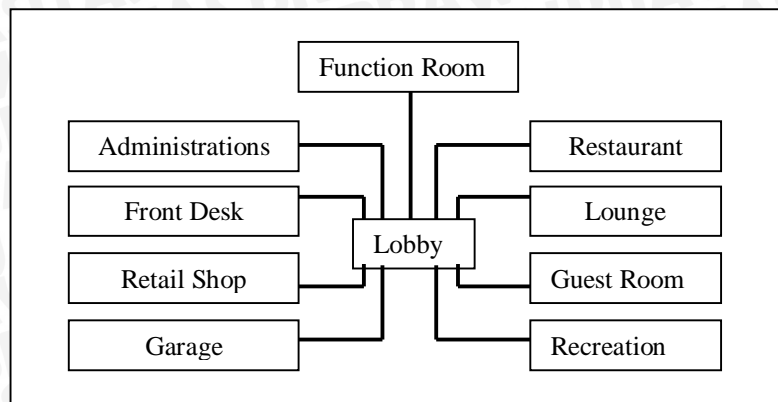 Function Room
Administrations
Restaurant
Front Desk
Lounge
Lobby
Retail Shop
Guest Room
Garage
Recreation